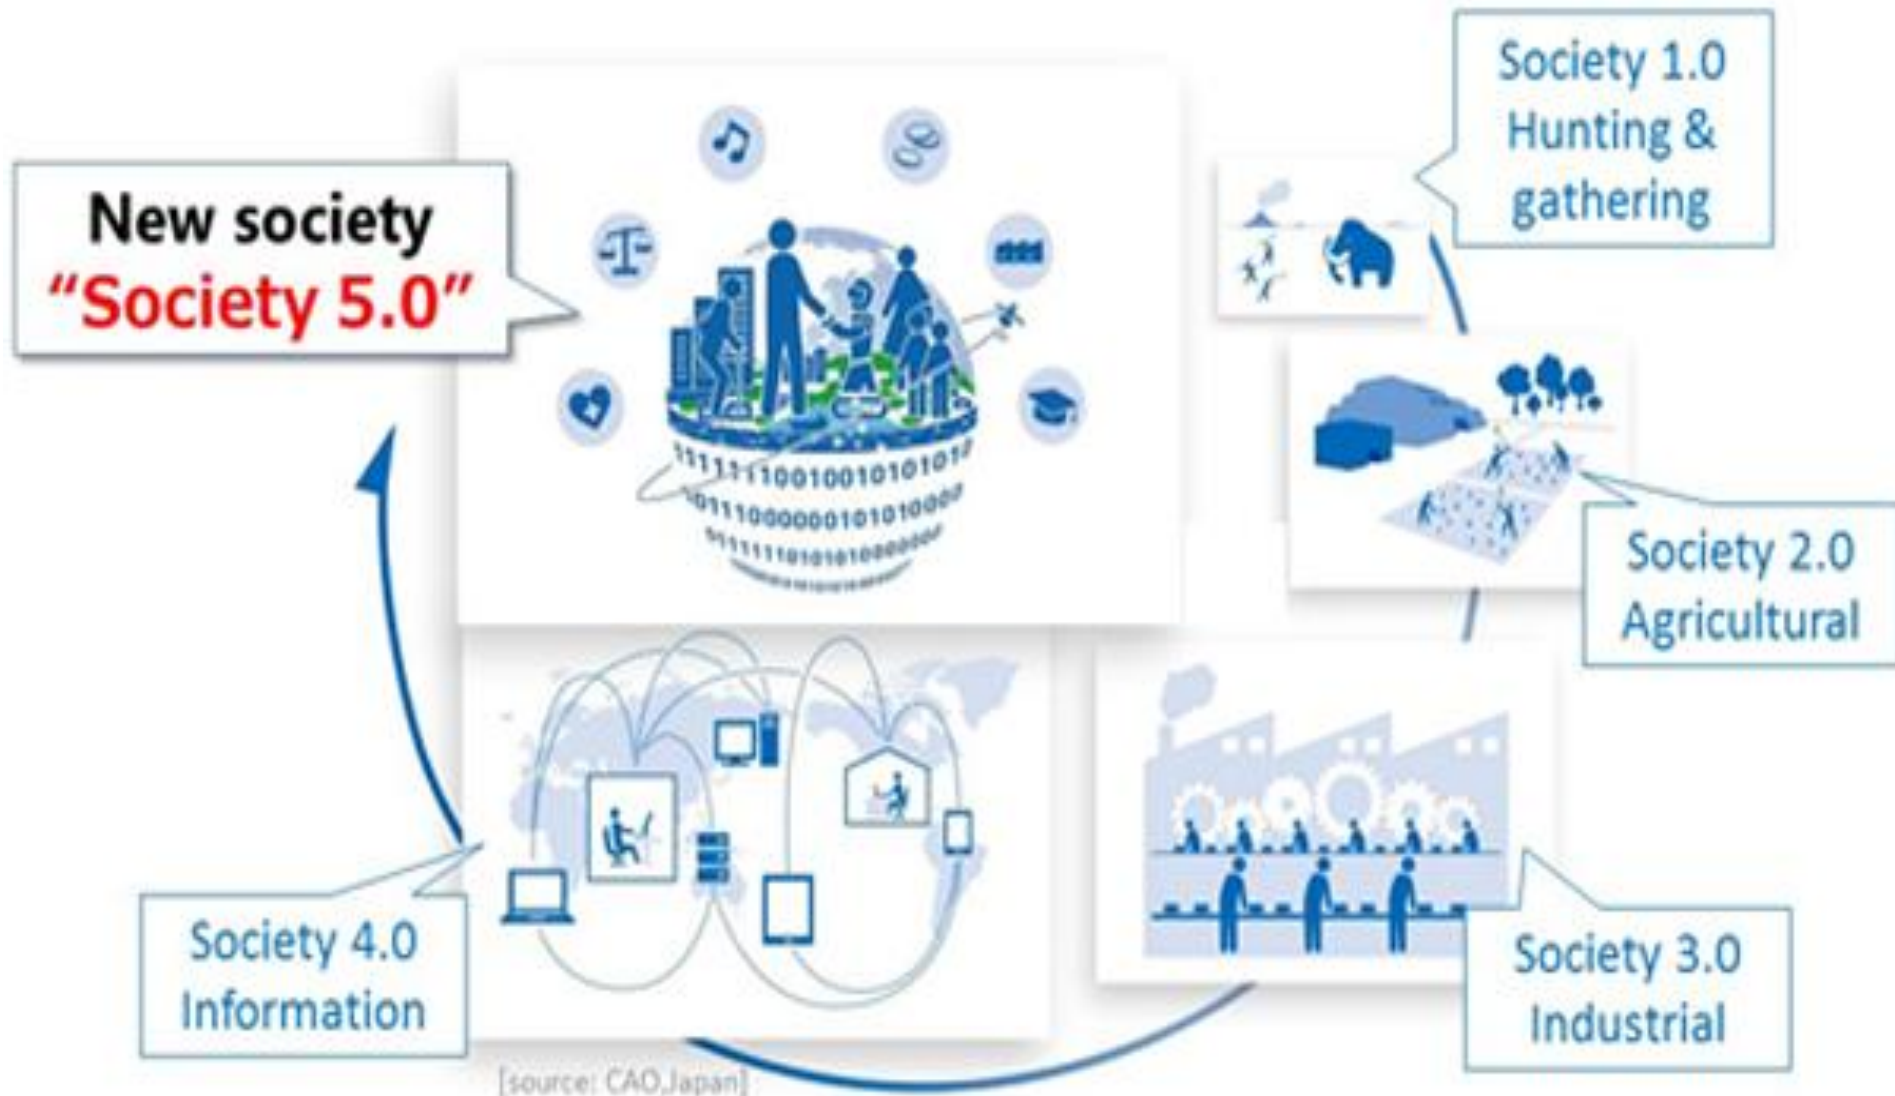 New society
“Society 5.0”
Society 1.0
Hunting &
gathering
Society 2.0
Agricultural
Society 3.0
Industrial
Society 4.0
Information
[source: CAO,Japan]